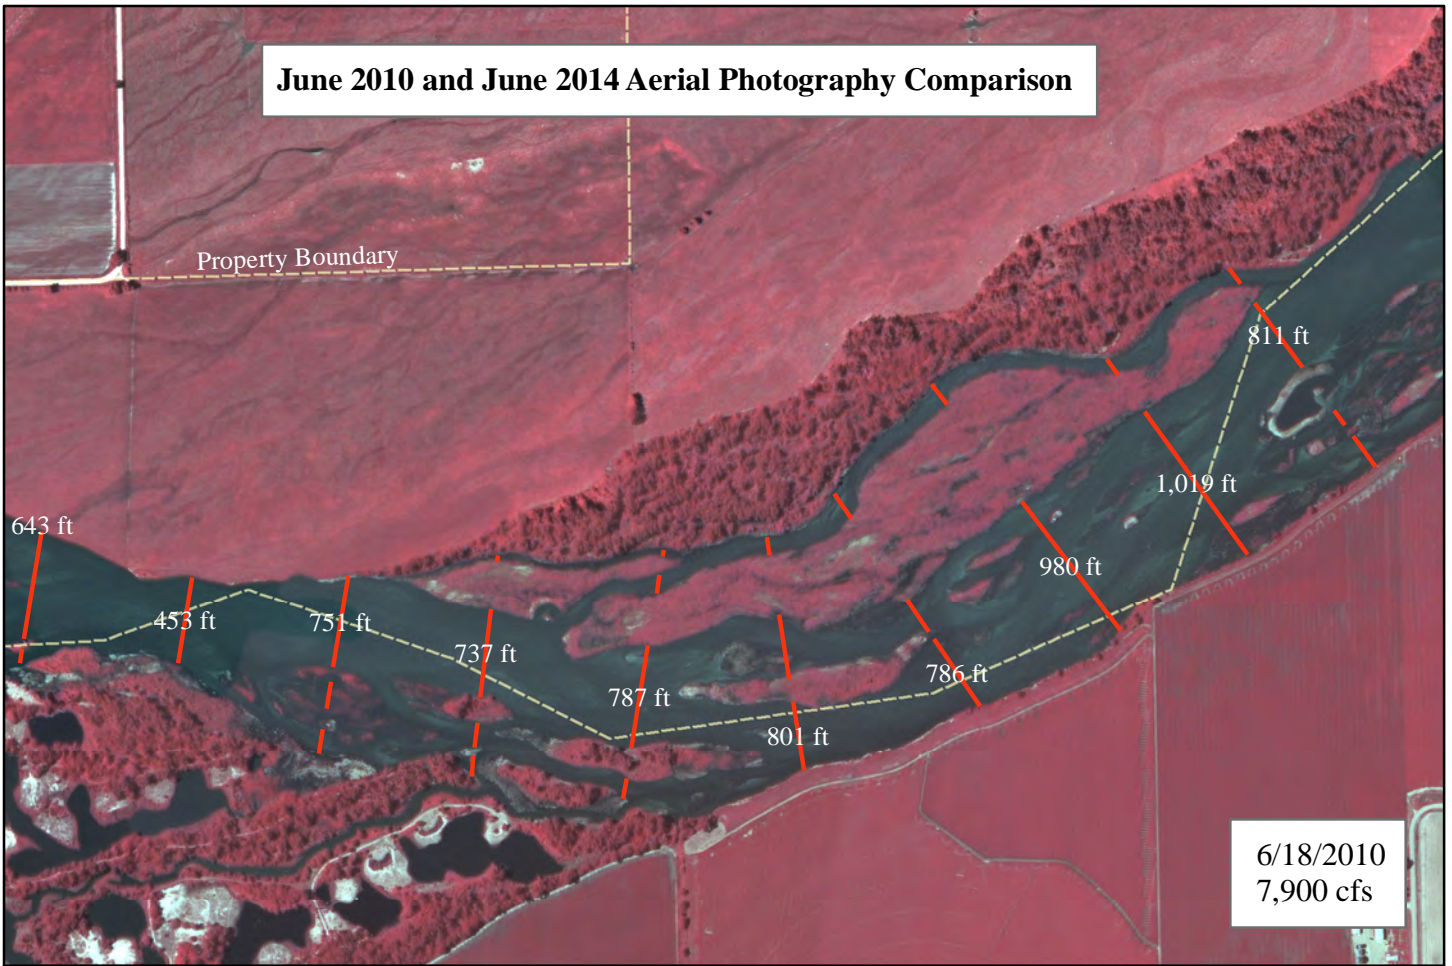 June 2010 and June 2014 Aerial Photography Comparison
Property Boundary
811 ft
1,019 ft
643 ft
980 ft
453 ft
751 ft
737 ft
786 ft
787 ft
801 ft
6/18/2010
7,900 cfs